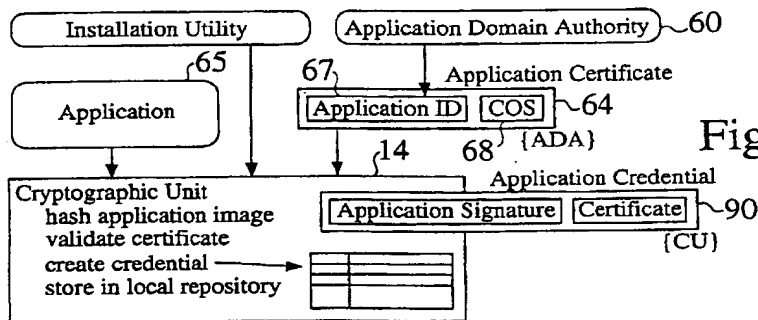 Installation Utility
Application Domain Authority
60
65
67
Application Certificate
Application
Application ID
COS
64
68
{ADA}
Fig
14
Application Credential
Cryptographic Unit
hash application image
validate certificate
create credential
store in local repository
Application Signature
Certificate
90
{CU}